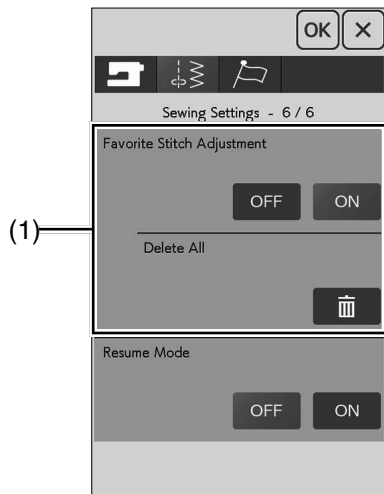 OK ×
Sewing Settings - 6 / 6
Favorite Stitch Adjustment
OFF ON
(1)
Delete All
Resume Mode
OFF ON